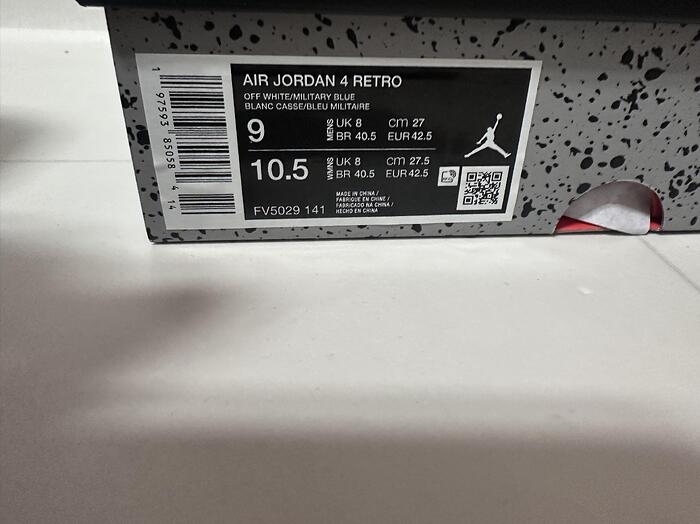 AIR JORDAN 4 RETRO
OFF WHITE/MILITARY BLUE
BLANC CASSE/BLEU MILITAIRE
9 MENS UK 8 CM 27
BR 40.5 EUR 42.5
10.5 WMNS UK 8 CM 27.5
BR 40.5 EUR 42.5
MADE IN CHINA /
FABRIQUE EN CHINE /
FABRICADO NA CHINA /
HECHO EN CHINA
FV5029 141
1 97593 85058 4 14